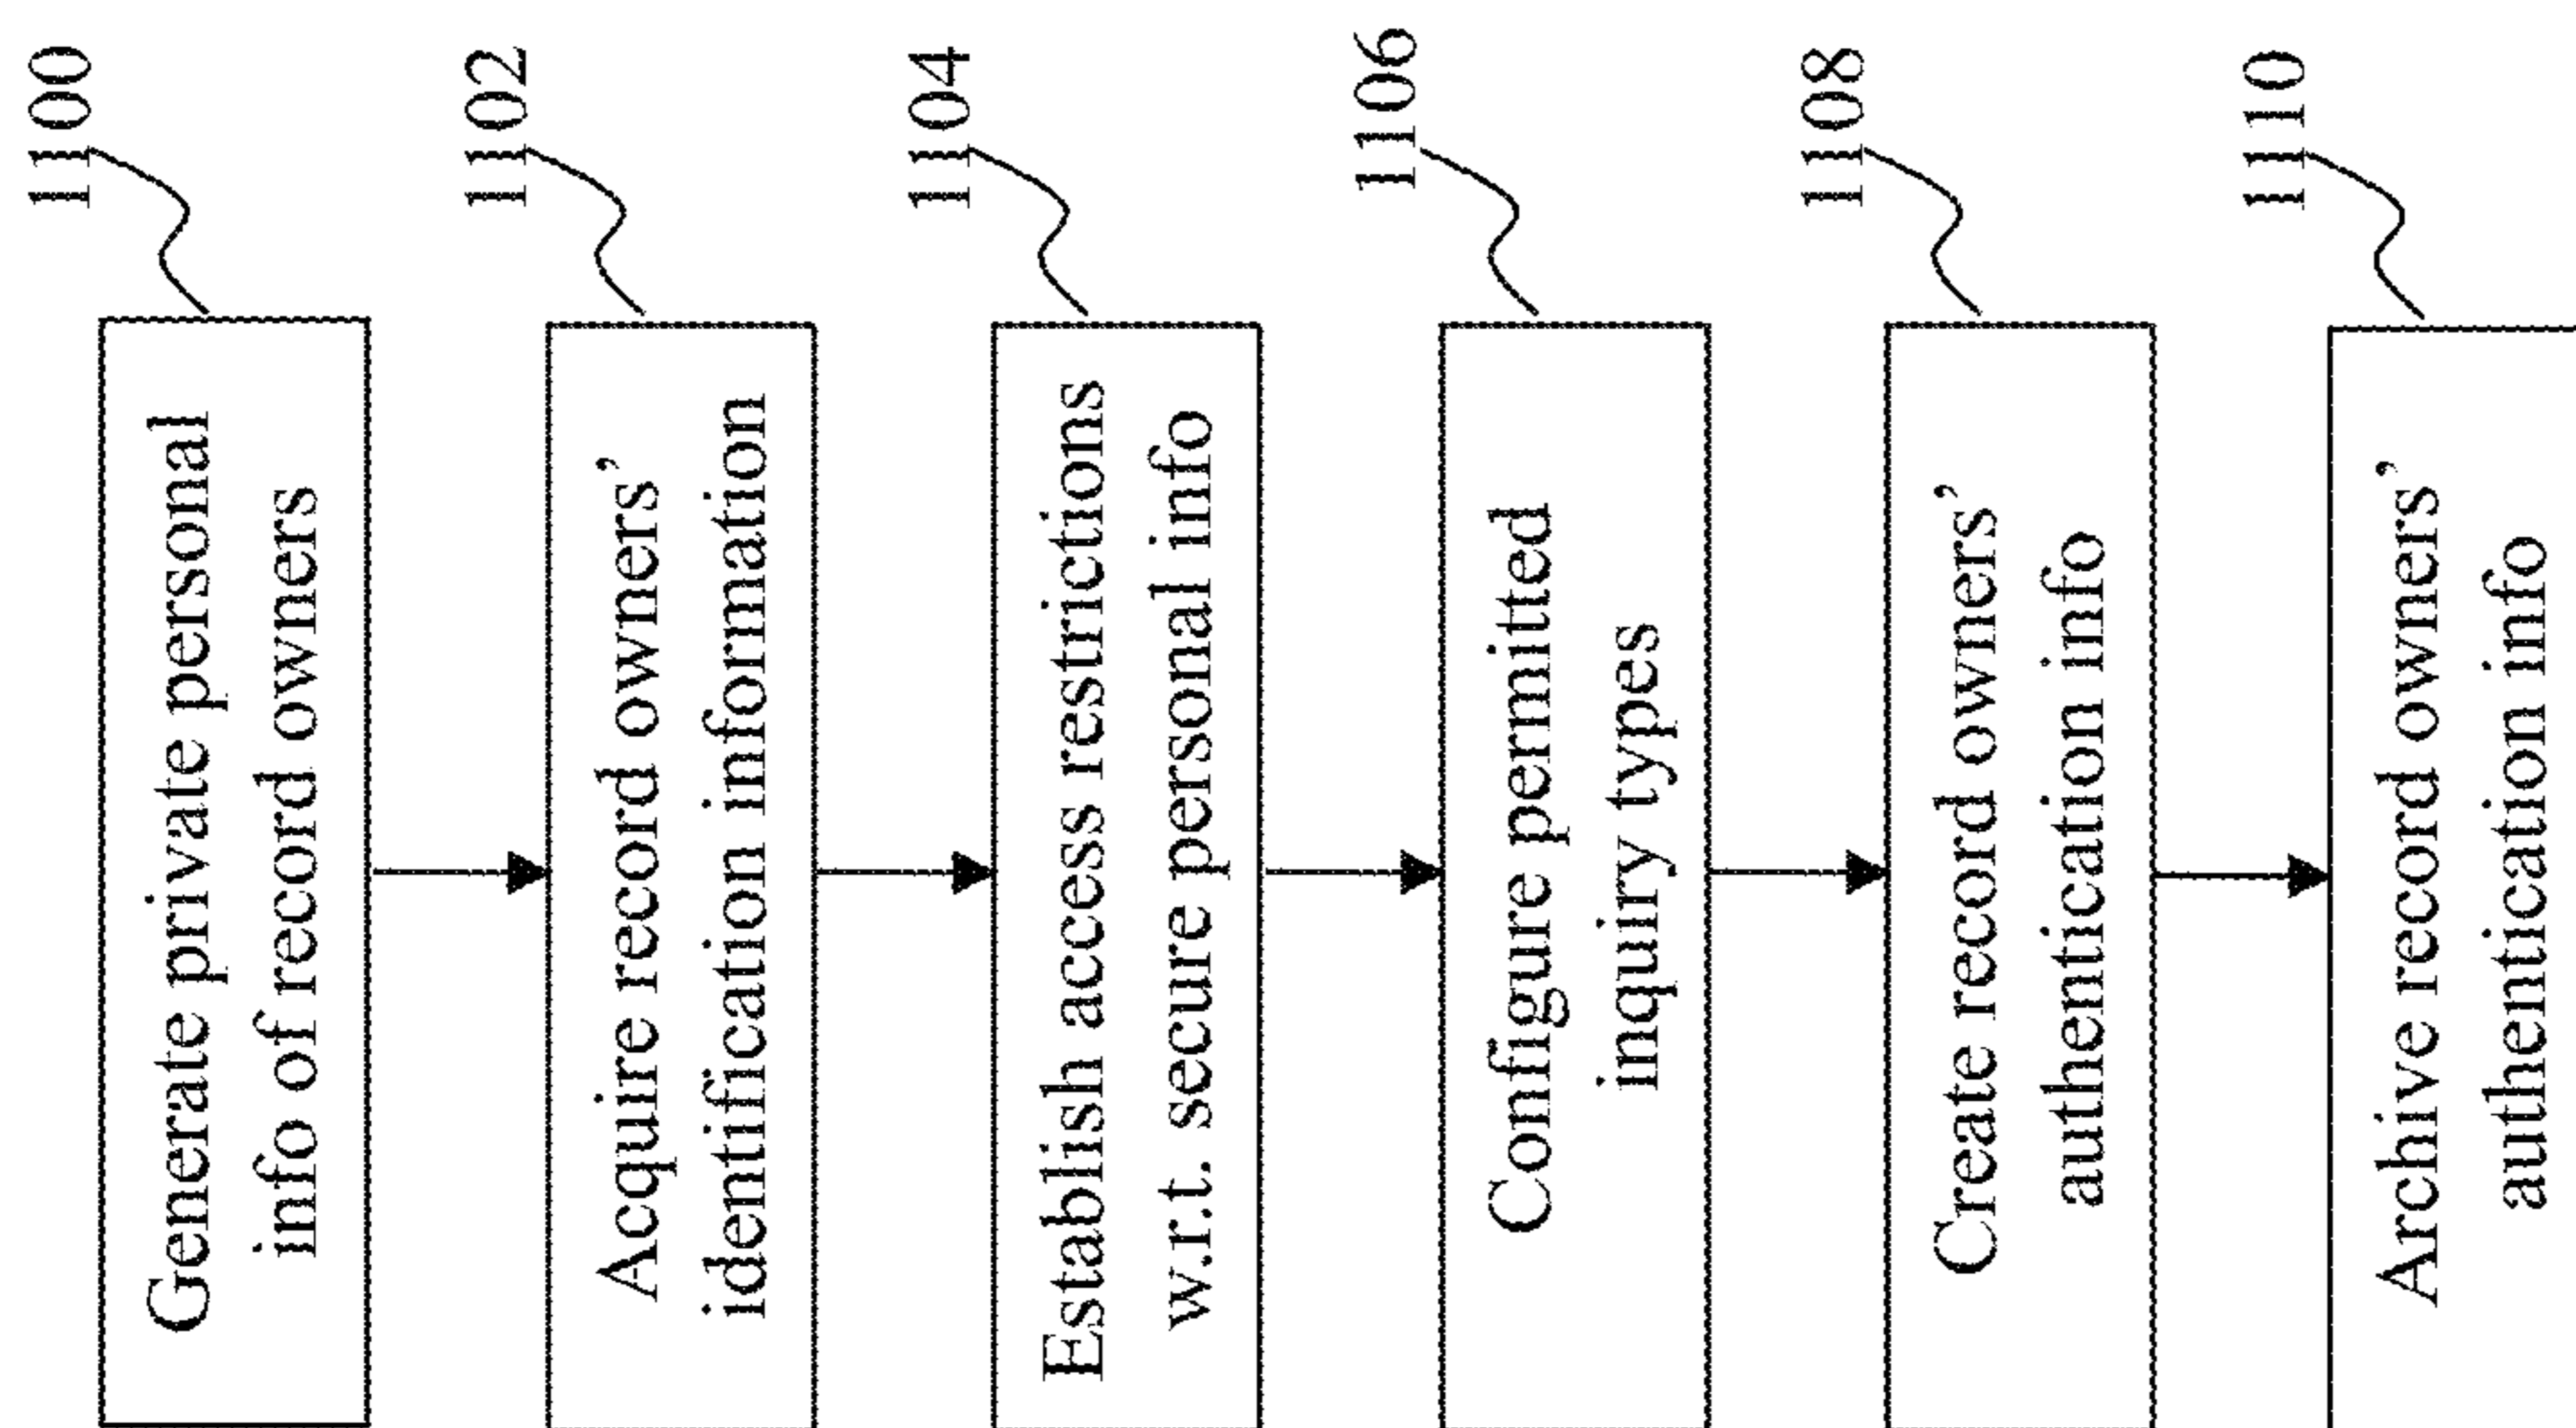 1100
Generate private personal
info of record owners
1102
Acquire record owners’
identification information
1104
Establish access restrictions
w.r.t. secure personal info
1106
Configure permitted
inquiry types
1108
Create record owners’
authentication info
1110
Archive record owners’
authentication info